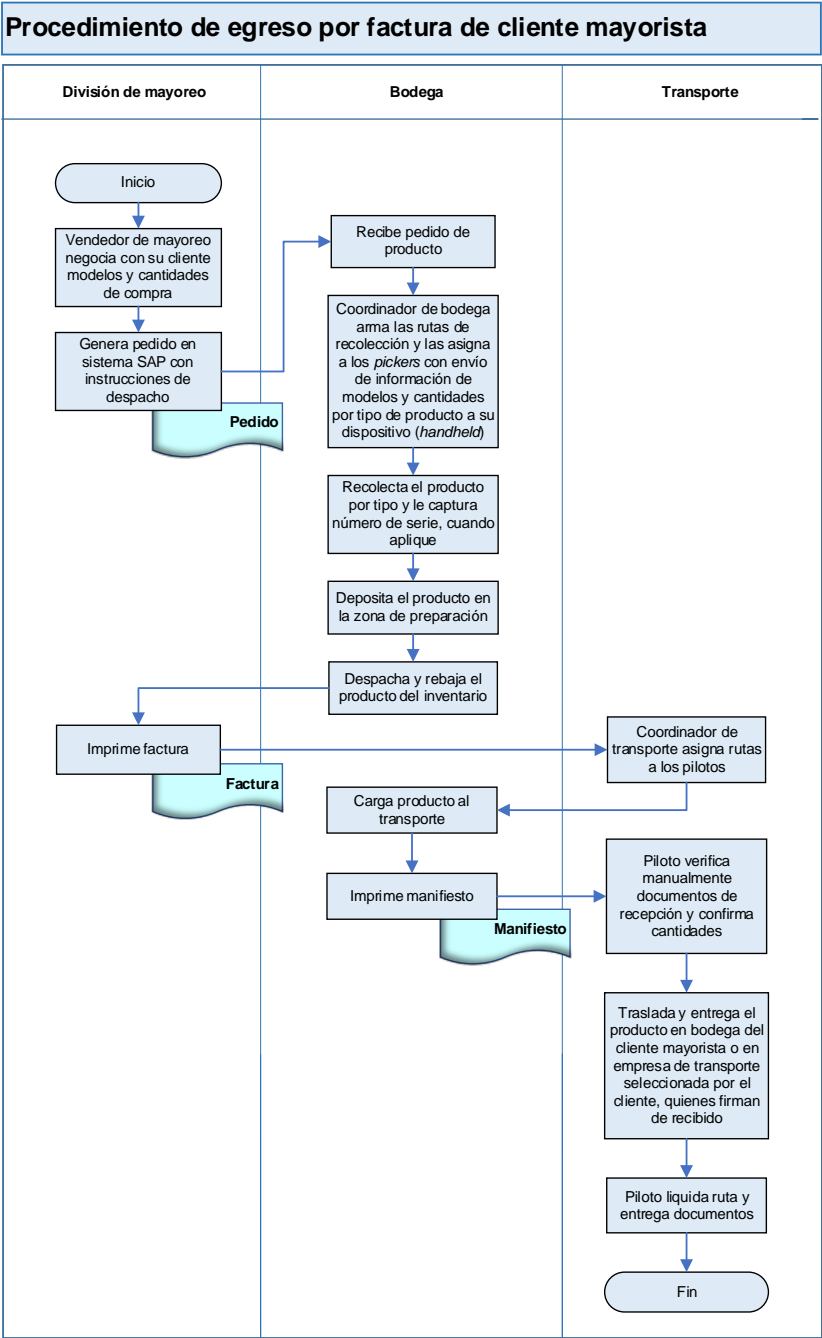 Procedimiento de egreso por factura de cliente mayorista
División de mayoreo
Bodega
Transporte
Inicio
Vendedor de mayoreo
negocia con su cliente
modelos y cantidades
de compra
Genera pedido en
sistema SAP con
instrucciones de
despacho
Pedido
Recibe pedido de
producto
Coordinador de bodega
arma las rutas de
recolección y las asigna
a los pickers con envío
de información de
modelos y cantidades
por tipo de producto a su
dispositivo (handheld)
Recolecta el producto
por tipo y le captura
número de serie, cuando
aplique
Deposita el producto en
la zona de preparación
Despacha y rebaja el
producto del inventario
Imprime factura
Factura
Coordinador de
transporte asigna rutas
a los pilotos
Carga producto al
transporte
Imprime manifiesto
Manifiesto
Piloto verifica
manualmente
documentos de
recepción y confirma
cantidades
Traslada y entrega el
producto en bodega del
cliente mayorista o en
empresa de transporte
seleccionada por el
cliente, quienes firman
de recibido
Piloto liquida ruta y
entrega documentos
Fin